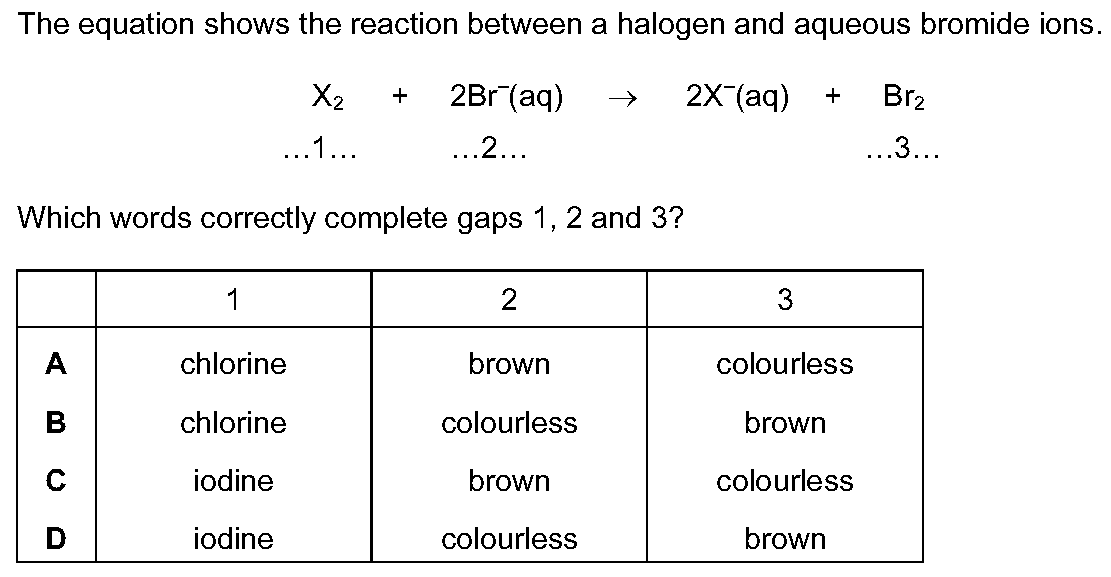 The equation shows the reaction between a halogen and aqueous bromide ions.
X₂ + 2Br⁻(aq) → 2X⁻(aq) + Br₂
...1... ...2... ...3...
Which words correctly complete gaps 1, 2 and 3?
1 2 3
A chlorine brown colourless
B chlorine colourless brown
C iodine brown colourless
D iodine colourless brown